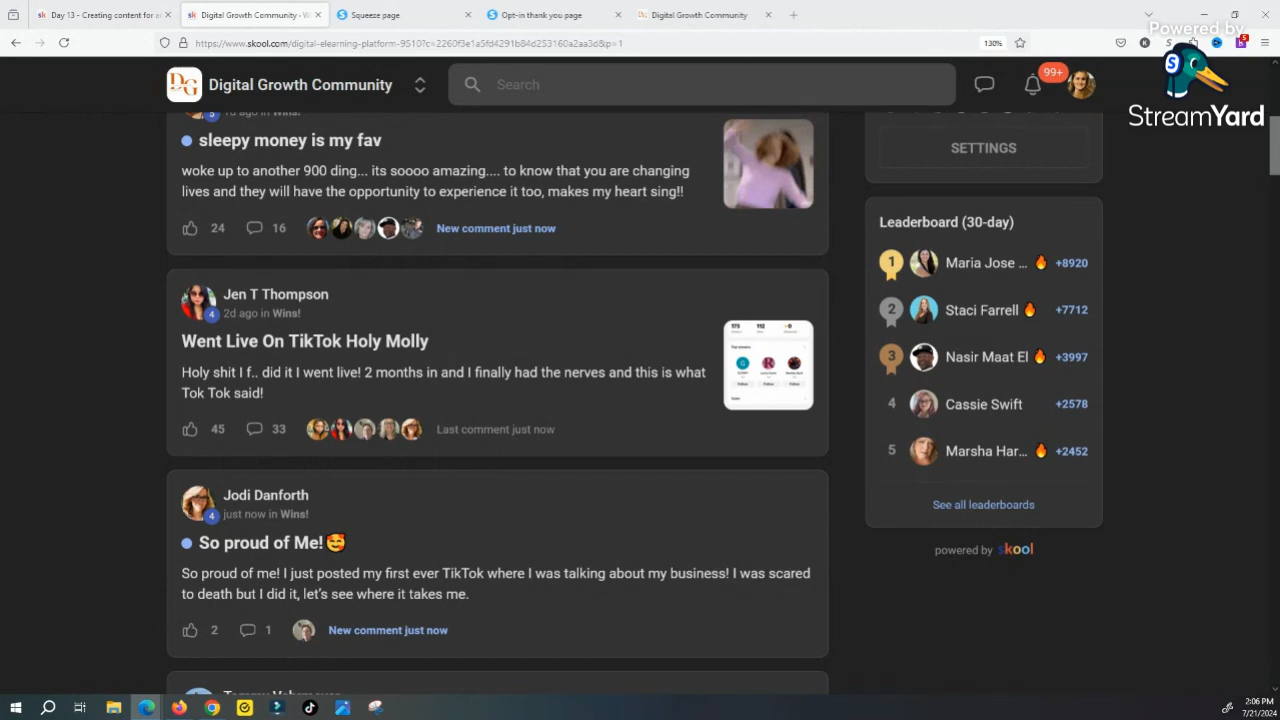 Day 13 - Creating content for a
Digital Growth Community - W
Squeeze page
Opt-in thank you page
Digital Growth Community
https://www.skool.com/digital-elearning-platform-9510?c=2260f3e1a5fd4291b84d253160a2aa3d&p=1
130%
Powered by
StreamYard
DG
Digital Growth Community
Search
99+
5
1d ago in Wins!
sleepy money is my fav
woke up to another 900 ding... its soooo amazing.... to know that you are changing
lives and they will have the opportunity to experience it too, makes my heart sing!!
24
16
New comment just now
Jen T Thompson
4
2d ago in Wins!
Went Live On TikTok Holy Molly
Holy shit I f.. did it I went live! 2 months in and I finally had the nerves and this is what
Tok Tok said!
45
33
Last comment just now
Jodi Danforth
4
just now in Wins!
So proud of Me!🥰
So proud of me! I just posted my first ever TikTok where I was talking about my business! I was scared
to death but I did it, let's see where it takes me.
2
1
New comment just now
SETTINGS
Leaderboard (30-day)
1 Maria Jose ... 🔥 +8920
2 Staci Farrell 🔥 +7712
3 Nasir Maat El 🔥 +3997
4 Cassie Swift +2578
5 Marsha Har... 🔥 +2452
See all leaderboards
powered by skool
2:06 PM
7/21/2024